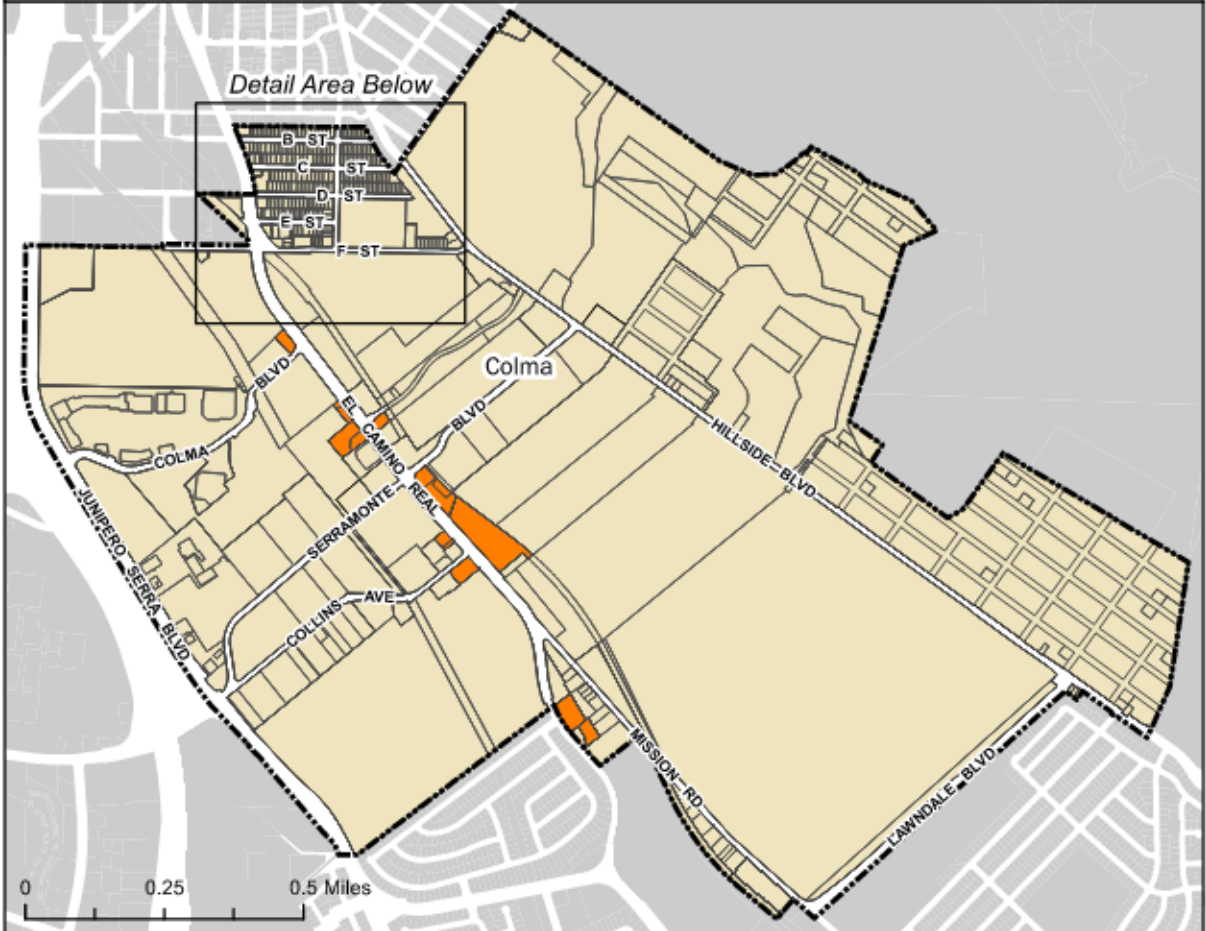 Detail Area Below
B ST
C ST
D ST
E ST
F ST
Colma
COLMA BLVD
EL CAMINO REAL
SERRAMONTE BLVD
HILLSIDE BLVD
JUNIPERO SERRA BLVD
COLLINS AVE
MISSION RD
LAWNDALE BLVD
0 0.25 0.5 Miles